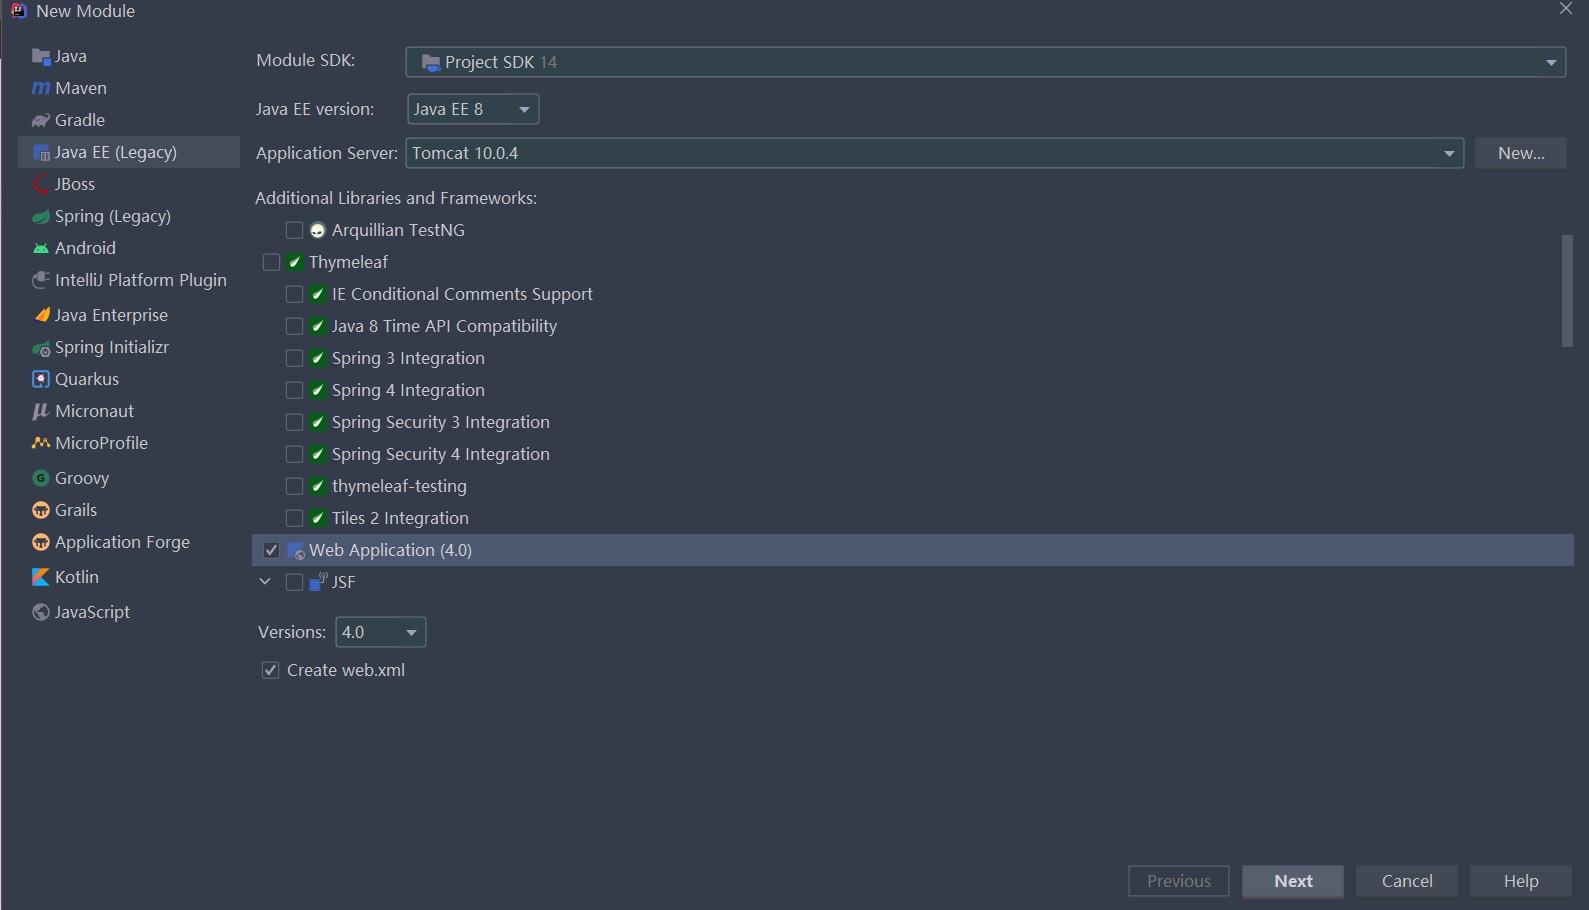 New Module
Java
Maven
Gradle
Java EE (Legacy)
JBoss
Spring (Legacy)
Android
IntelliJ Platform Plugin
Java Enterprise
Spring Initializr
Quarkus
Micronaut
MicroProfile
Groovy
Grails
Application Forge
Kotlin
JavaScript
Module SDK: Project SDK 14
Java EE version: Java EE 8
Application Server: Tomcat 10.0.4 New...
Additional Libraries and Frameworks:
Arquillian TestNG
Thymeleaf
IE Conditional Comments Support
Java 8 Time API Compatibility
Spring 3 Integration
Spring 4 Integration
Spring Security 3 Integration
Spring Security 4 Integration
thymeleaf-testing
Tiles 2 Integration
Web Application (4.0)
JSF
Versions: 4.0
Create web.xml
Previous Next Cancel Help